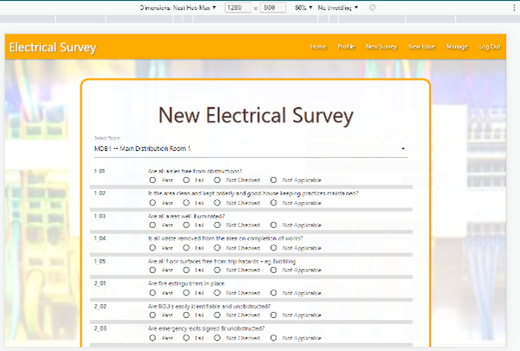 Dimensions: Nest Hub Max ▼ 1280 x 800 80% ▼ No throttling ▼
Electrical Survey
Home Profile New Survey New Issue Manage Log Out
New Electrical Survey
Select Room
MDB1 -- Main Distribution Room 1
1_01 Are all aisles free from obstructions?
Pass Fail Not Checked Not Applicable
1_02 Is the area clean and kept orderly and good house keeping practices maintained?
Pass Fail Not Checked Not Applicable
1_03 Are all areas well illuminated?
Pass Fail Not Checked Not Applicable
1_04 Is all waste removed from the area on completion of works?
Pass Fail Not Checked Not Applicable
1_05 Are all floor surfaces free from trip hazards – eg Bubbling
Pass Fail Not Checked Not Applicable
2_01 Are fire extinguishers in place
Pass Fail Not Checked Not Applicable
2_02 Are BGU's easily identifiable and unobstructed?
Pass Fail Not Checked Not Applicable
2_03 Are emergency exits signed & unobstructed?
Pass Fail Not Checked Not Applicable